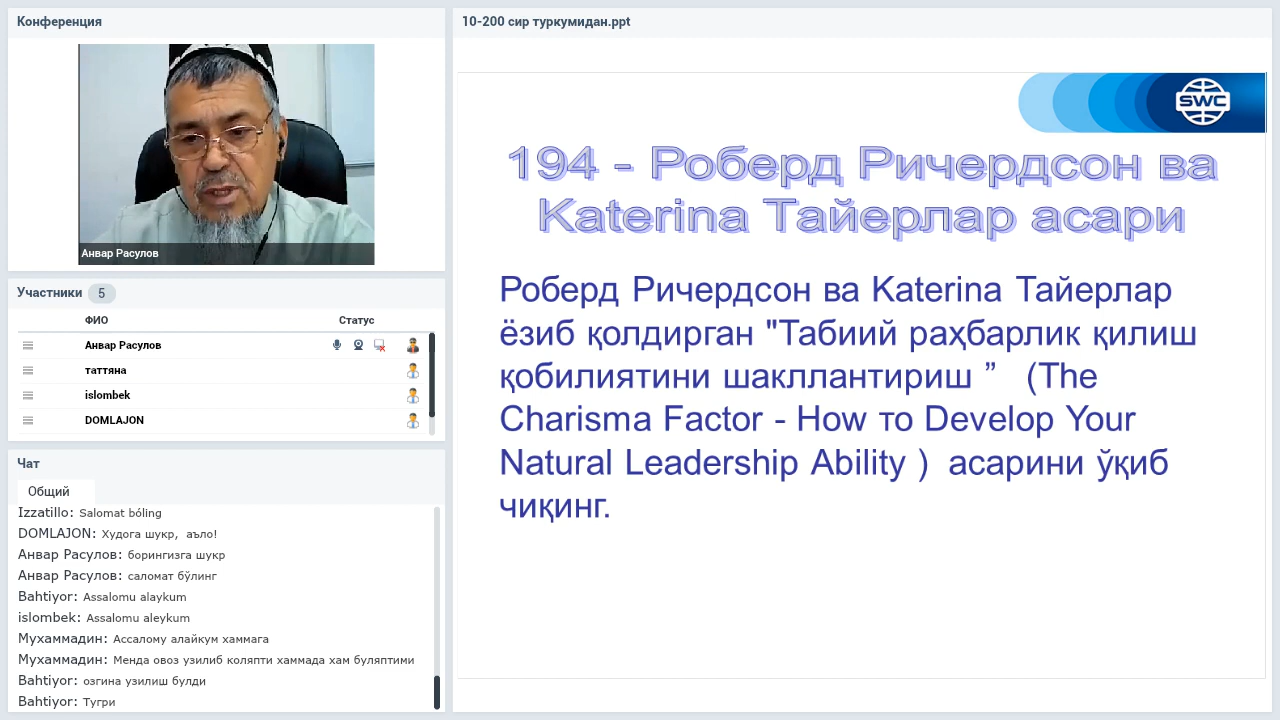 Конференция
Анвар Расулов
Участники 5
ФИО Статус
Анвар Расулов
таттяна
islombek
DOMLAJON
Чат
Общий
Izzatillo: Salomat bóling
DOMLAJON: Худога шукр, аъло!
Анвар Расулов: борингизга шукр
Анвар Расулов: саломат бўлинг
Bahtiyor: Assalomu alaykum
islombek: Assalomu aleykum
Мухаммадин: Ассалому алайкум хаммага
Мухаммадин: Менда овоз узилиб коляпти хаммада хам буляптими
Bahtiyor: озгина узилиш булди
Bahtiyor: Тугри
10-200 сир туркумидан.ppt
SWC
194 - Роберд Ричердсон ва
Katerina Тайерлар асари
Роберд Ричердсон ва Katerina Тайерлар
ёзиб қолдирган "Табиий раҳбарлик қилиш
қобилиятини шакллантириш ” (The
Charisma Factor - How то Develop Your
Natural Leadership Ability ) асарини ўқиб
чиқинг.